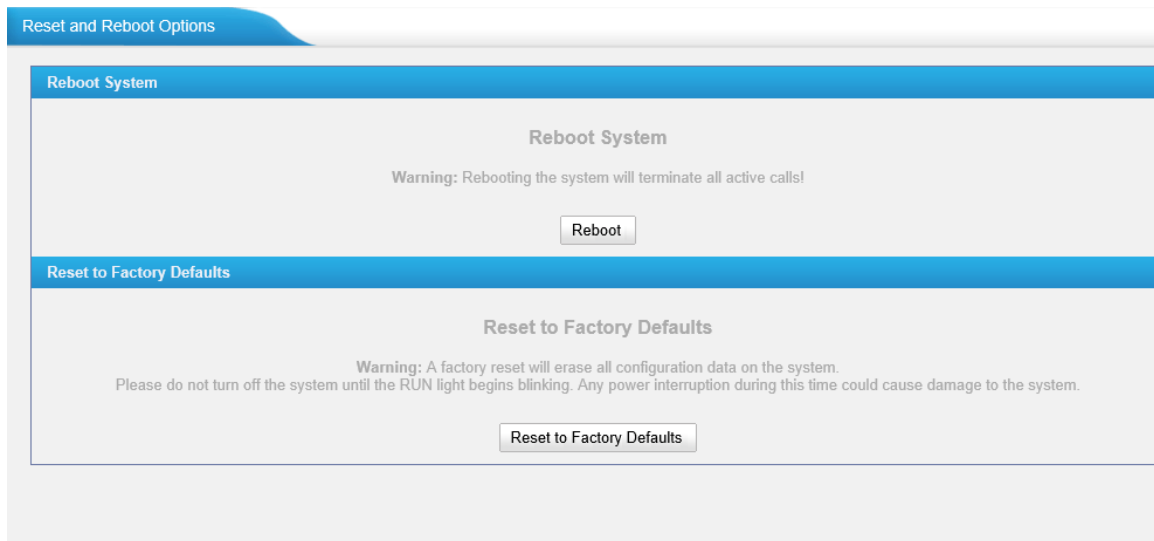 Reset and Reboot Options
Reboot System
Reboot System
Warning: Rebooting the system will terminate all active calls!
Reboot
Reset to Factory Defaults
Reset to Factory Defaults
Warning: A factory reset will erase all configuration data on the system.
Please do not turn off the system until the RUN light begins blinking. Any power interruption during this time could cause damage to the system.
Reset to Factory Defaults